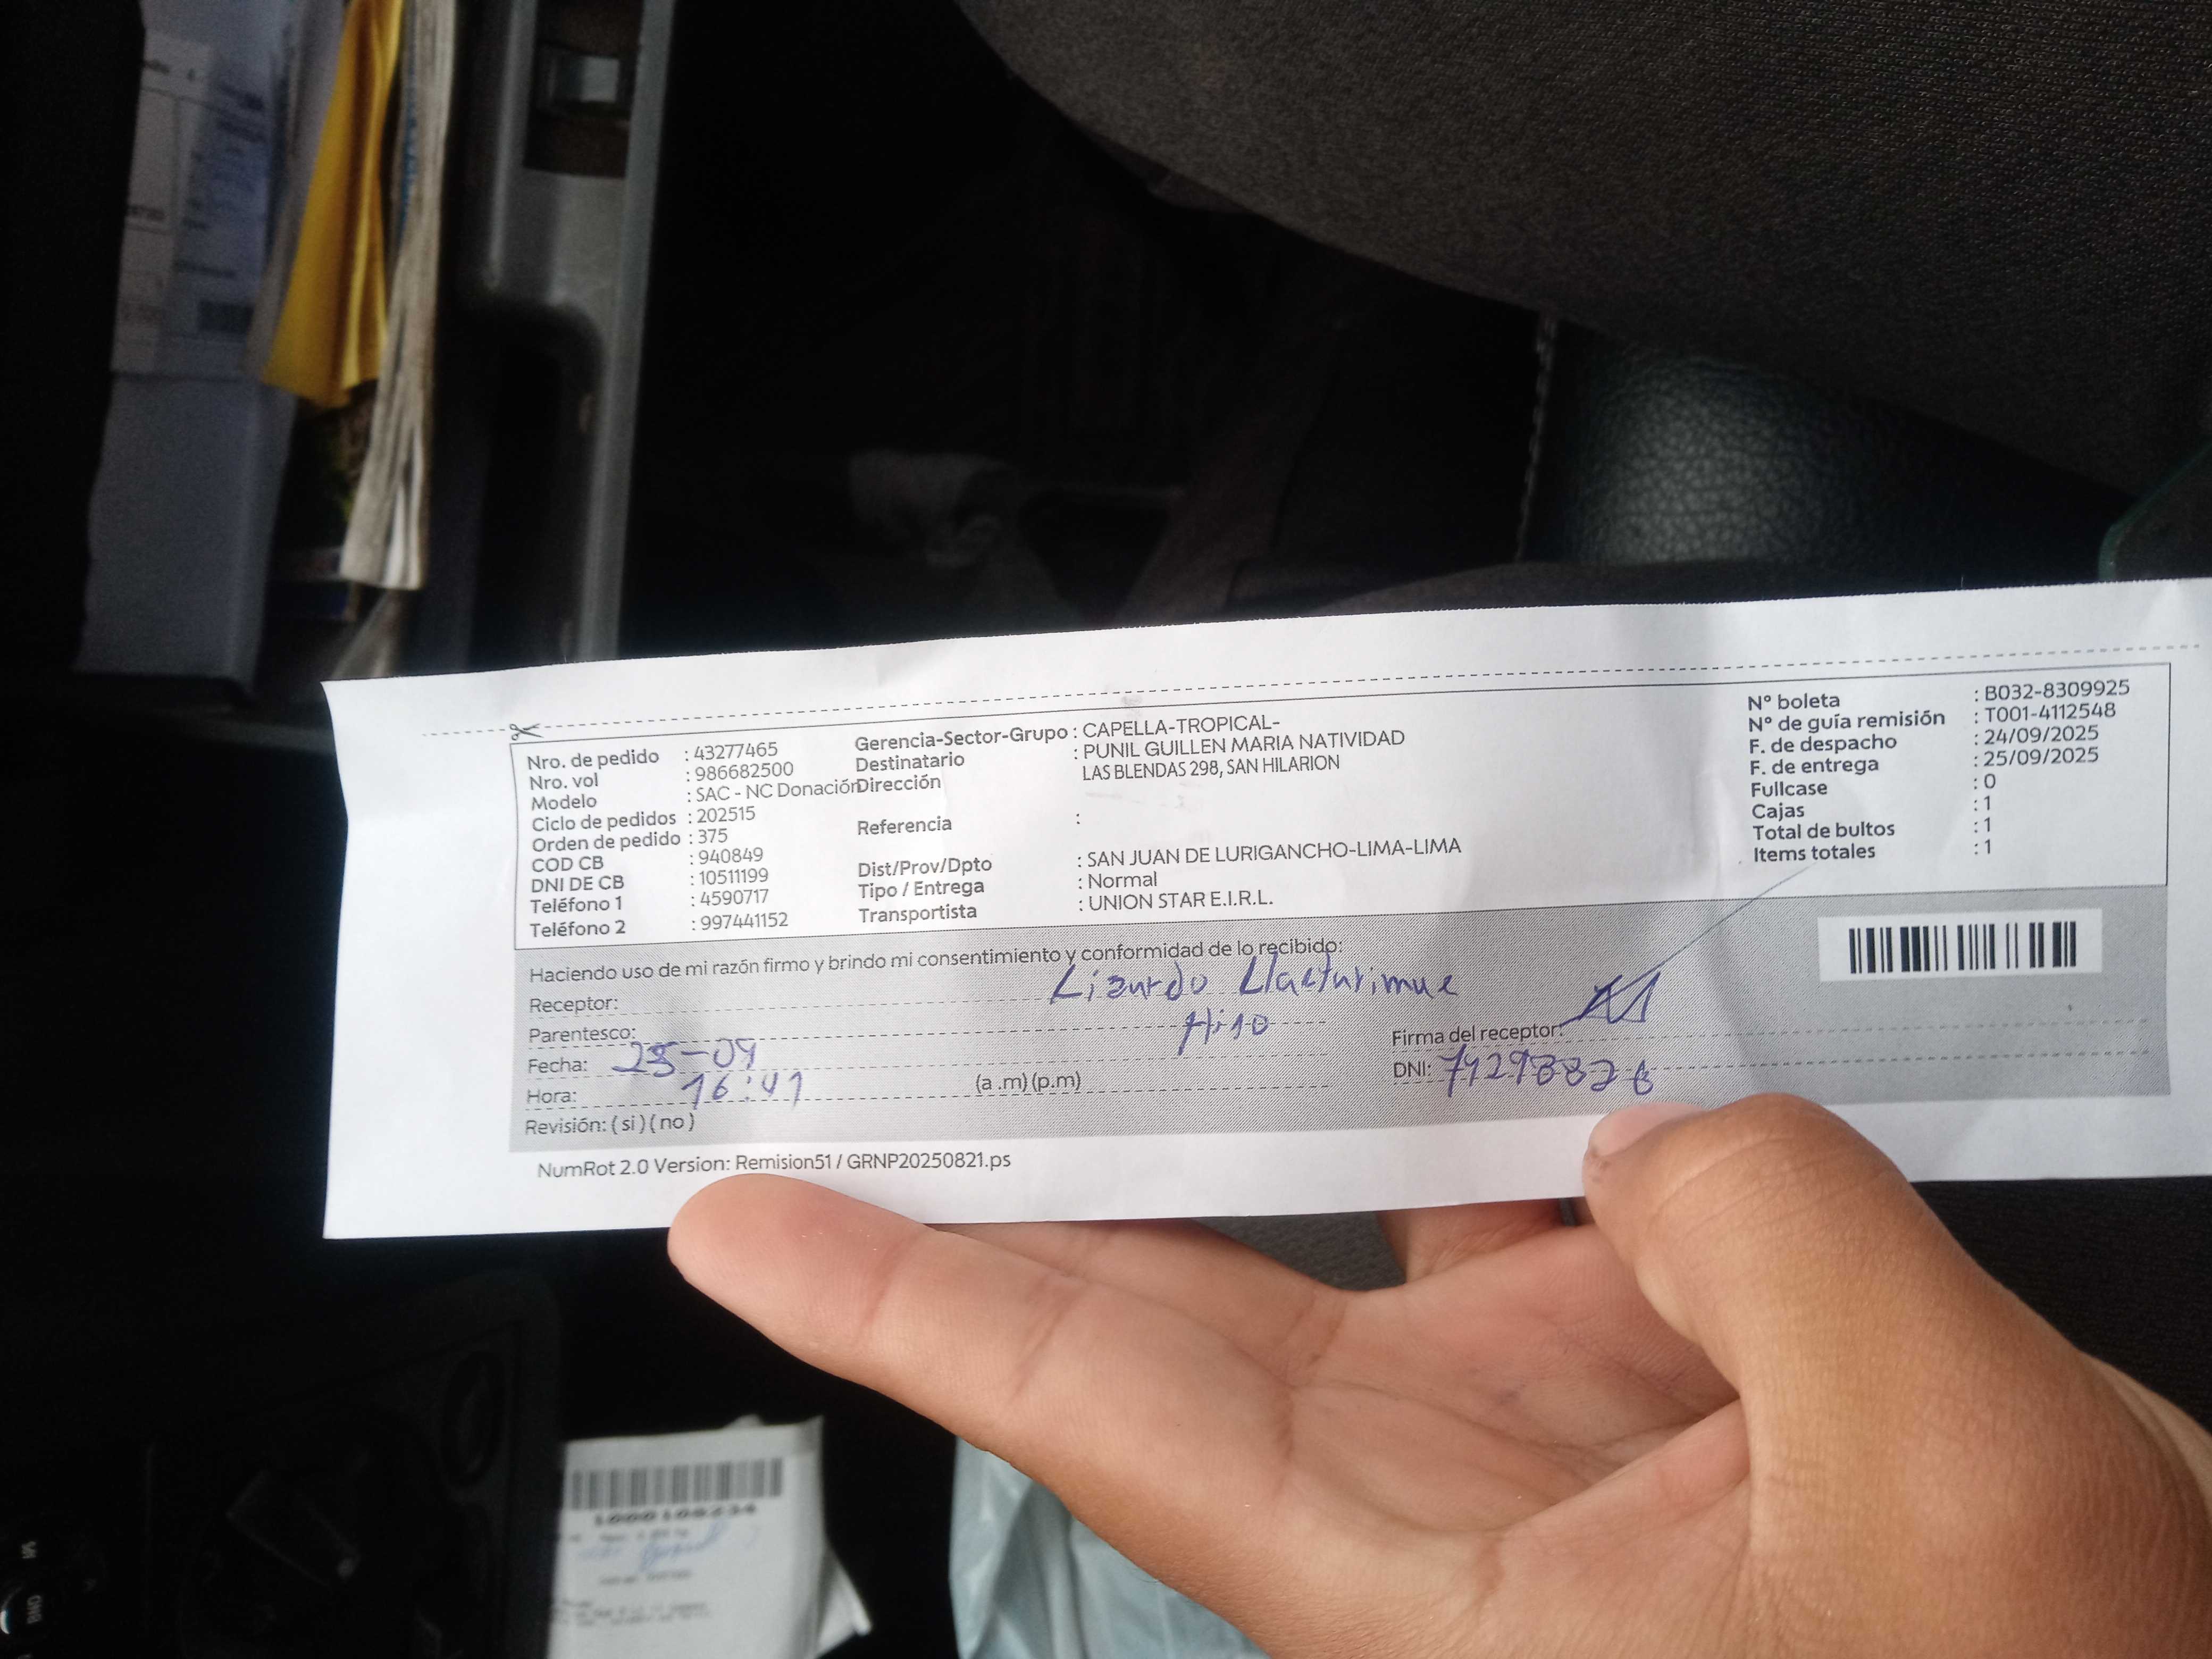 Nro. de pedido : 43277465
Nro. vol : 986682500
Modelo : SAC - NC Donación
Ciclo de pedidos : 202515
Orden de pedido : 375
COD CB : 940849
DNI DE CB : 10511199
Teléfono 1 : 4590717
Teléfono 2 : 997441152
Gerencia-Sector-Grupo : CAPELLA-TROPICAL-
Destinatario : PUNIL GUILLEN MARIA NATIVIDAD
Dirección LAS BLENDAS 298, SAN HILARION
Referencia :
Dist/Prov/Dpto : SAN JUAN DE LURIGANCHO-LIMA-LIMA
Tipo / Entrega : Normal
Transportista : UNION STAR E.I.R.L.
N° boleta : B032-8309925
N° de guía remisión : T001-4112548
F. de despacho : 24/09/2025
F. de entrega : 25/09/2025
Fullcase : 0
Cajas : 1
Total de bultos : 1
Items totales : 1
Haciendo uso de mi razón firmo y brindo mi consentimiento y conformidad de lo recibido:
Receptor: Lizurdo
Parentesco: Hijo
Fecha: 25-09
Hora: 16:41 (a .m) (p.m)
Revisión: ( si ) ( no )
Firma del receptor:
DNI:
NumRot 2.0 Version: Remision51 / GRNP20250821.ps